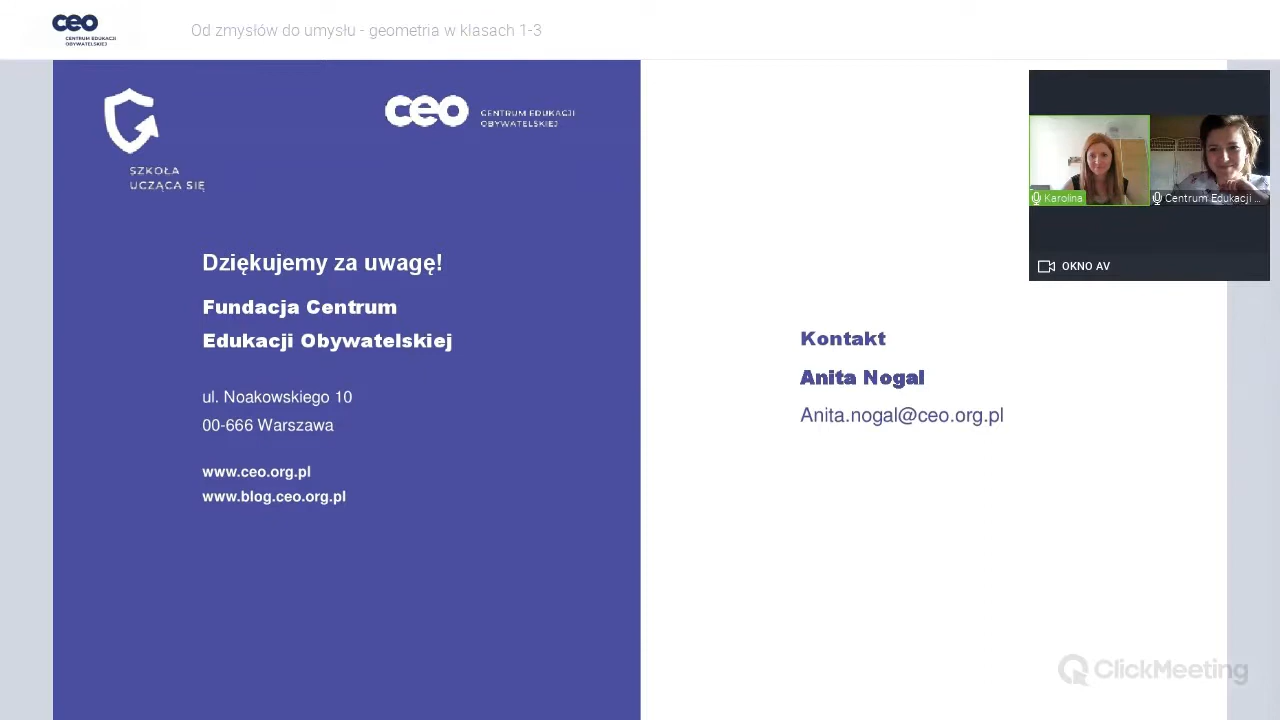 ceo
CENTRUM EDUKACJI
OBYWATELSKIEJ
Od zmysłów do umysłu - geometria w klasach 1-3
SZKOŁA
UCZĄCA SIĘ
ceo
CENTRUM EDUKACJI
OBYWATELSKIEJ
Dziękujemy za uwagę!
Fundacja Centrum
Edukacji Obywatelskiej
ul. Noakowskiego 10
00-666 Warszawa
www.ceo.org.pl
www.blog.ceo.org.pl
Karolina
Centrum Edukacji ...
OKNO AV
Kontakt
Anita Nogal
Anita.nogal@ceo.org.pl
ClickMeeting